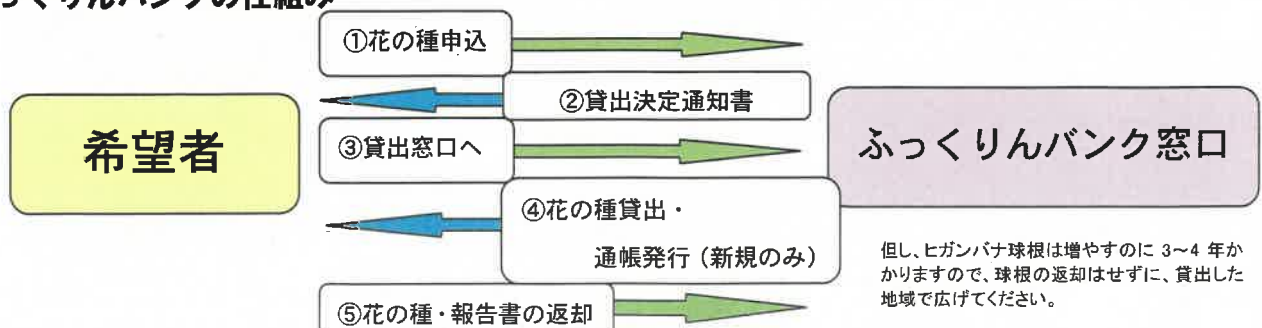 っくりんバンクの仕組み
①花の種申込
②貸出決定通知書
希望者
③貸出窓口へ
ふっくりんバンク窓口
④花の種貸出・
通帳発行（新規のみ）
但し、ヒガンバナ球根は増やすのに 3～4 年か
かりますので、球根の返却はせずに、貸出した
地域で広げてください。
⑤花の種・報告書の返却